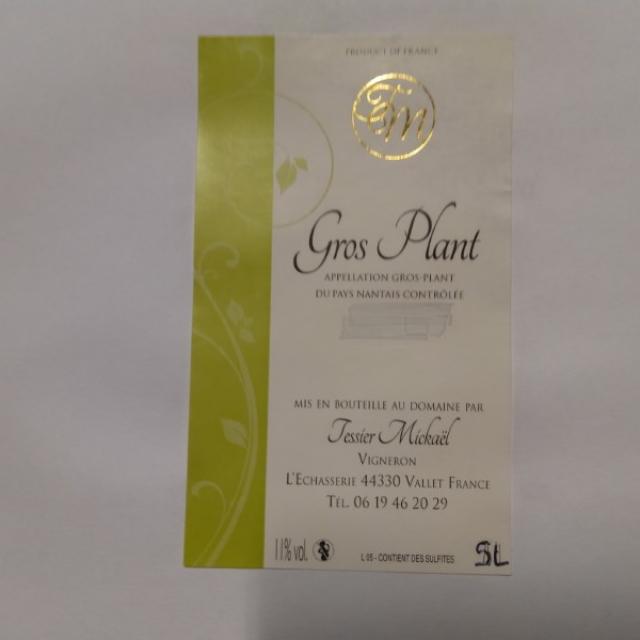 PRODUCT OF FRANCE
TM
Gros Plant
APPELLATION GROS-PLANT
DU PAYS NANTAIS CONTRÔLÉE
MIS EN BOUTEILLE AU DOMAINE PAR
Tessier Mickaël
VIGNERON
L'ECHASSERIE 44330 VALLET FRANCE
TÉL. 06 19 46 20 29
11% vol.
L 05 - CONTIENT DES SULFITES